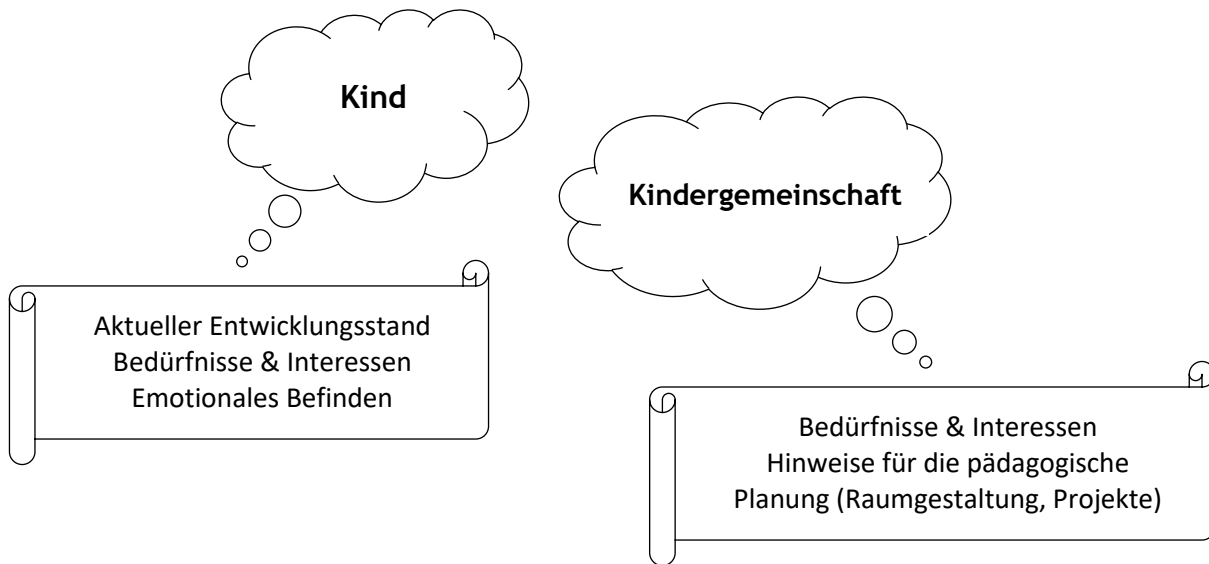 Kind
Aktueller Entwicklungsstand
Bedürfnisse & Interessen
Emotionales Befinden
Kindergemeinschaft
Bedürfnisse & Interessen
Hinweise für die pädagogische
Planung (Raumgestaltung, Projekte)